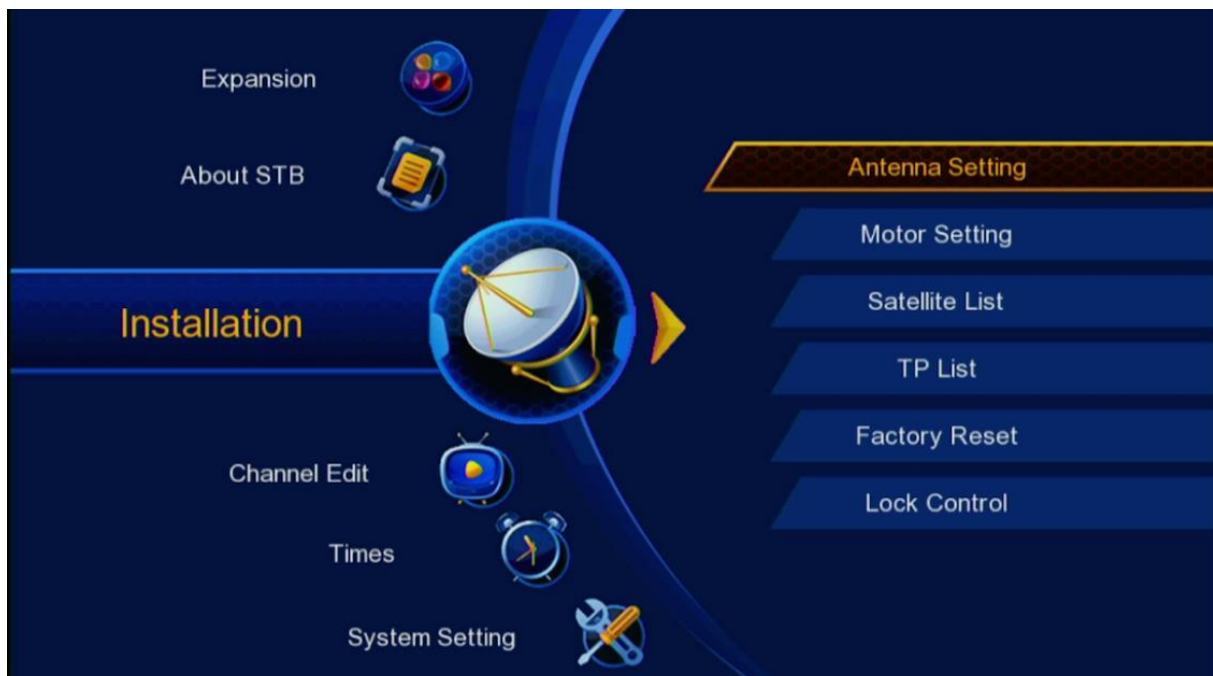 Expansion
About STB
Installation
Channel Edit
Times
System Setting
Antenna Setting
Motor Setting
Satellite List
TP List
Factory Reset
Lock Control